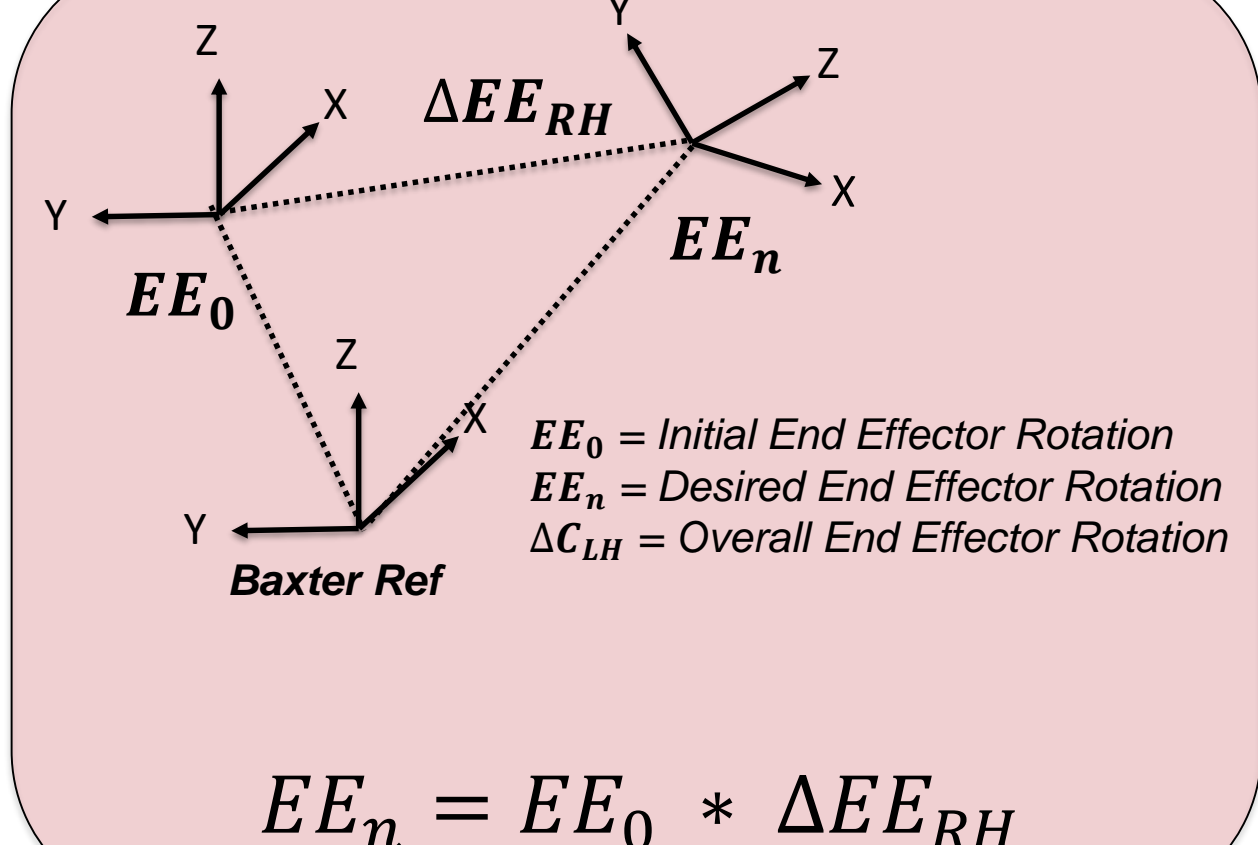 Y
Z
Z
X
ΔEE_RH
Y
X
EE_n
EE_0
Z
X
EE_0 = Initial End Effector Rotation
EE_n = Desired End Effector Rotation
ΔC_LH = Overall End Effector Rotation
Y
Baxter Ref
EE_n = EE_0 * ΔEE_RH